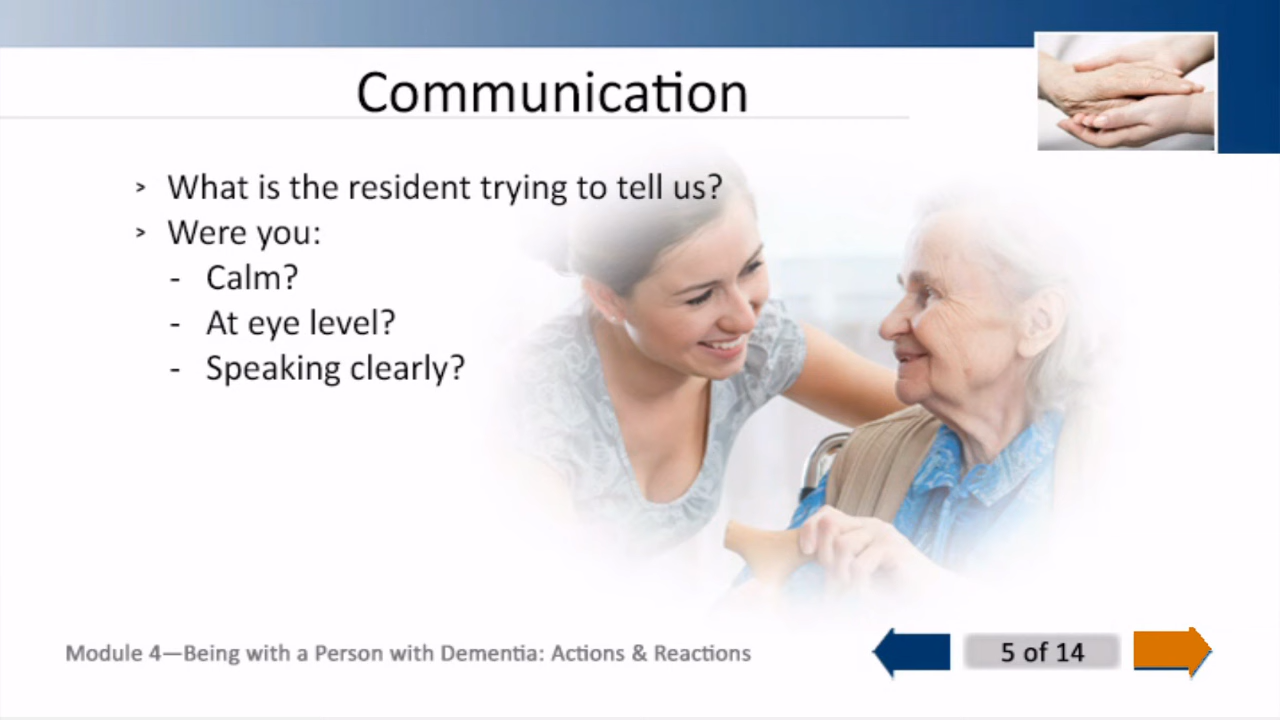 Communication
> What is the resident trying to tell us?
> Were you:
- Calm?
- At eye level?
- Speaking clearly?
Module 4—Being with a Person with Dementia: Actions & Reactions
5 of 14